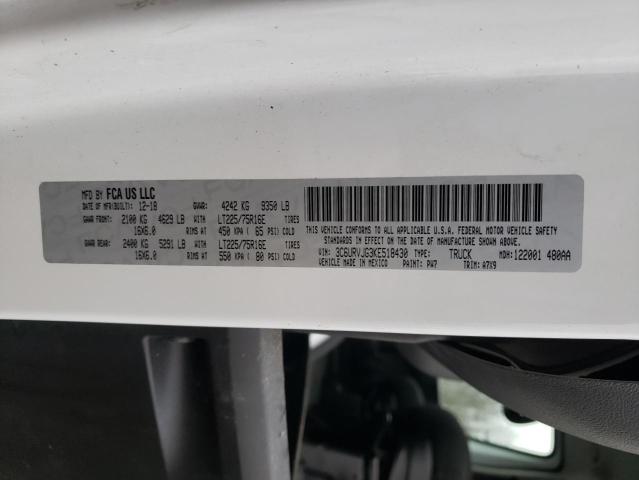 MFD BY FCA US LLC
DATE OF MFR(BUILT): 12-18 GVWR: 4242 KG 9350 LB
GAWR FRONT: 2100 KG 4629 LB WITH LT225/75R16E TIRES
16X6.0 RIMS AT 450 KPA ( 65 PSI) COLD
GAWR REAR: 2400 KG 5291 LB WITH LT225/75R16E TIRES
16X6.0 RIMS AT 550 KPA ( 80 PSI) COLD
THIS VEHICLE CONFORMS TO ALL APPLICABLE U.S.A. FEDERAL MOTOR VEHICLE SAFETY
STANDARDS IN EFFECT ON THE DATE OF MANUFACTURE SHOWN ABOVE.
VIN: 3C6URVJG3KE518430 TYPE: TRUCK MDH: 122001 480AA
VEHICLE MADE IN MEXICO PAINT: PW7 TRIM: A7X9